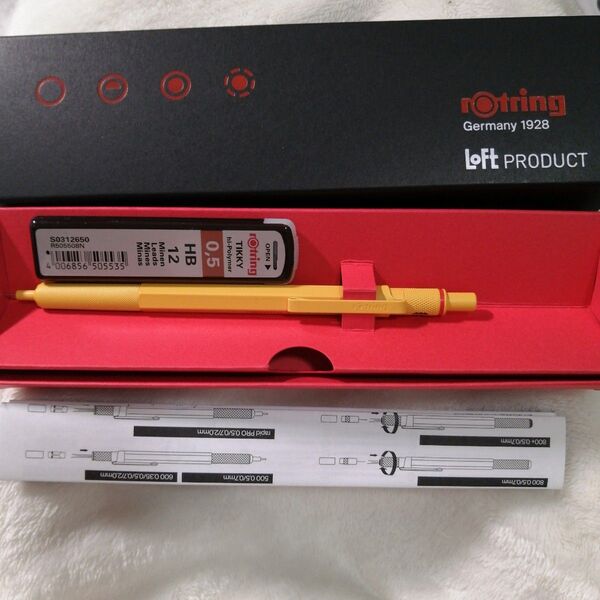 rotring
Germany 1928
LoFt PRODUCT
S0312650
R505508N
4 006856 505535
Minen
Leads
Mines
Minas
HB
12
0,5
TIKKY
hi-Polymer
rotring
OPEN
rapid PRO 0.5/0.7/2.0mm
800+ 0.5/0.7mm
600 0.35/0.5/0.7/2.0mm
500 0.5/0.7mm
800 0.5/0.7mm